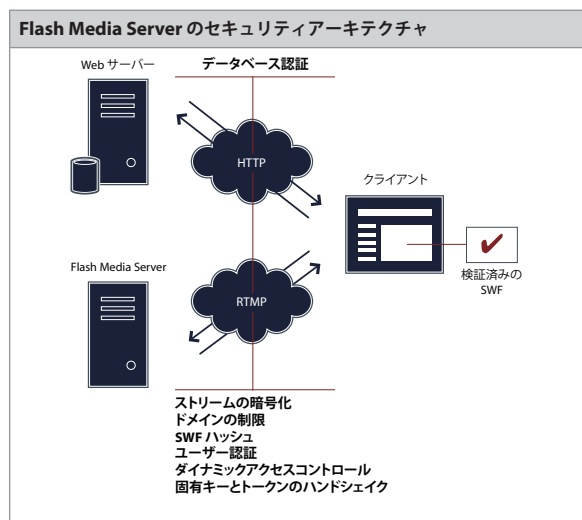 Flash Media Server のセキュリティアーキテクチャ
Web サーバー
データベース認証
HTTP
クライアント
検証済みの
SWF
Flash Media Server
RTMP
ストリームの暗号化
ドメインの制限
SWF ハッシュ
ユーザー認証
ダイナミックアクセスコントロール
固有キーとトークンのハンドシェイク